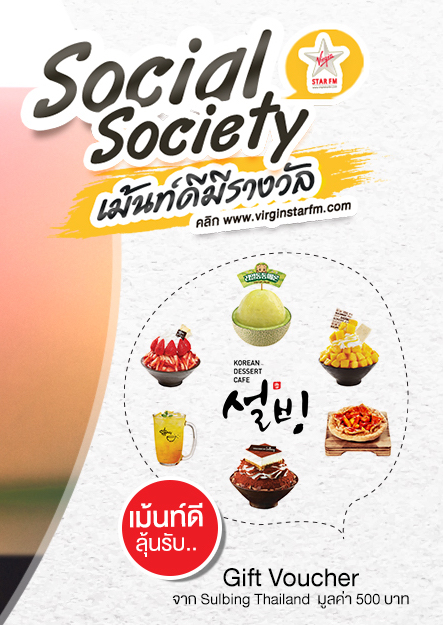 Social
Society
Virgin
STAR FM
เม้นท์ดีมีรางวัล
คลิก www.virginstarfm.com
KOREAN
DESSERT
CAFE
설빙
เม้นท์ดี
ลุ้นรับ..
Gift Voucher
จาก Sulbing Thailand มูลค่า 500 บาท